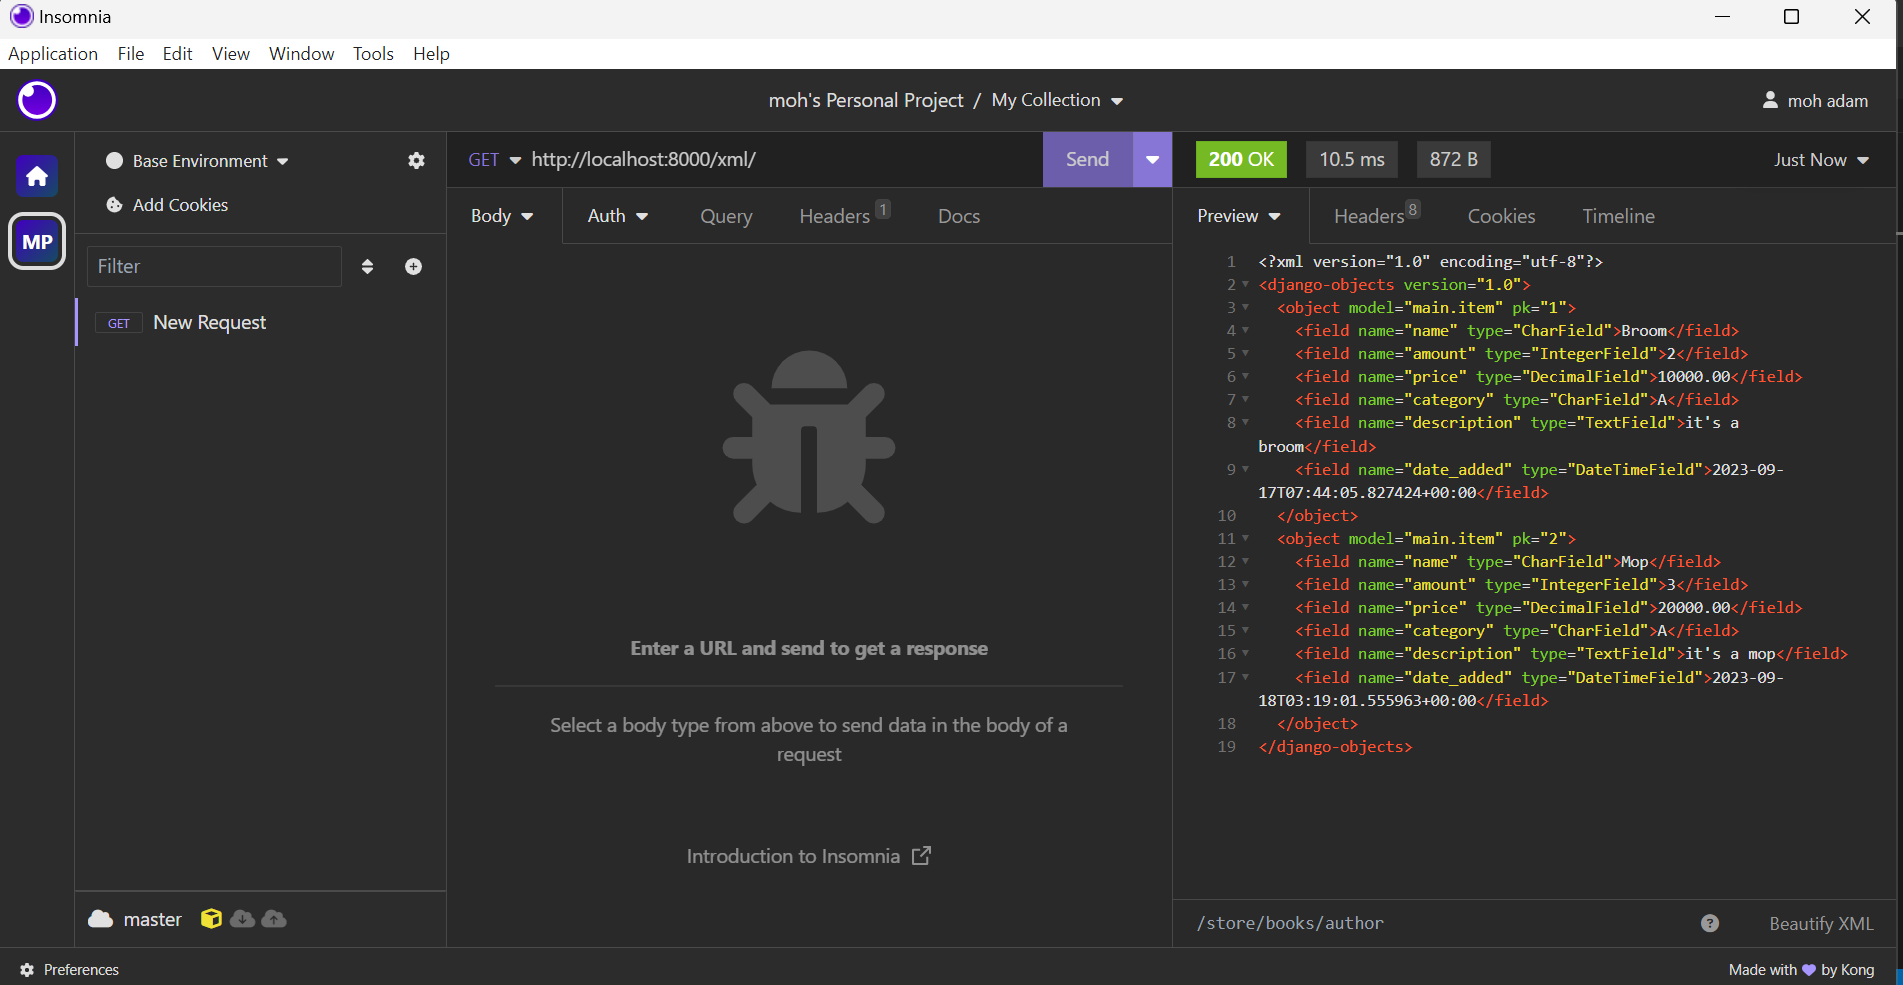 Insomnia
Application File Edit View Window Tools Help
moh's Personal Project / My Collection
moh adam
Base Environment
Add Cookies
MP
Filter
GET New Request
master
Preferences
GET http://localhost:8000/xml/
Send
Body Auth Query Headers 1 Docs
Enter a URL and send to get a response
Select a body type from above to send data in the body of a
request
Introduction to Insomnia
200 OK 10.5 ms 872 B Just Now
Preview Headers 8 Cookies Timeline
1 <?xml version="1.0" encoding="utf-8"?>
2 <django-objects version="1.0">
3 <object model="main.item" pk="1">
4 <field name="name" type="CharField">Broom</field>
5 <field name="amount" type="IntegerField">2</field>
6 <field name="price" type="DecimalField">10000.00</field>
7 <field name="category" type="CharField">A</field>
8 <field name="description" type="TextField">it's a
broom</field>
9 <field name="date_added" type="DateTimeField">2023-09-
17T07:44:05.827424+00:00</field>
10 </object>
11 <object model="main.item" pk="2">
12 <field name="name" type="CharField">Mop</field>
13 <field name="amount" type="IntegerField">3</field>
14 <field name="price" type="DecimalField">20000.00</field>
15 <field name="category" type="CharField">A</field>
16 <field name="description" type="TextField">it's a mop</field>
17 <field name="date_added" type="DateTimeField">2023-09-
18T03:19:01.555963+00:00</field>
18 </object>
19 </django-objects>
/store/books/author
? Beautify XML
Made with 💜 by Kong